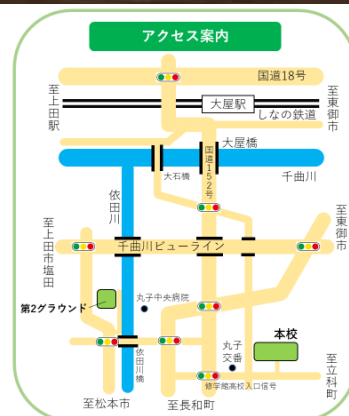 アクセス案内
国道18号
至上田駅
大屋駅
しなの鉄道
至東御市
大屋橋
国道152号
大石橋
千曲川
依田川
至上田市塩田
千曲川ビューライン
至東御市
第2グラウンド
丸子中央病院
丸子交番
本校
依田川橋
修学館高校入口信号
至立科町
至松本市
至長和町